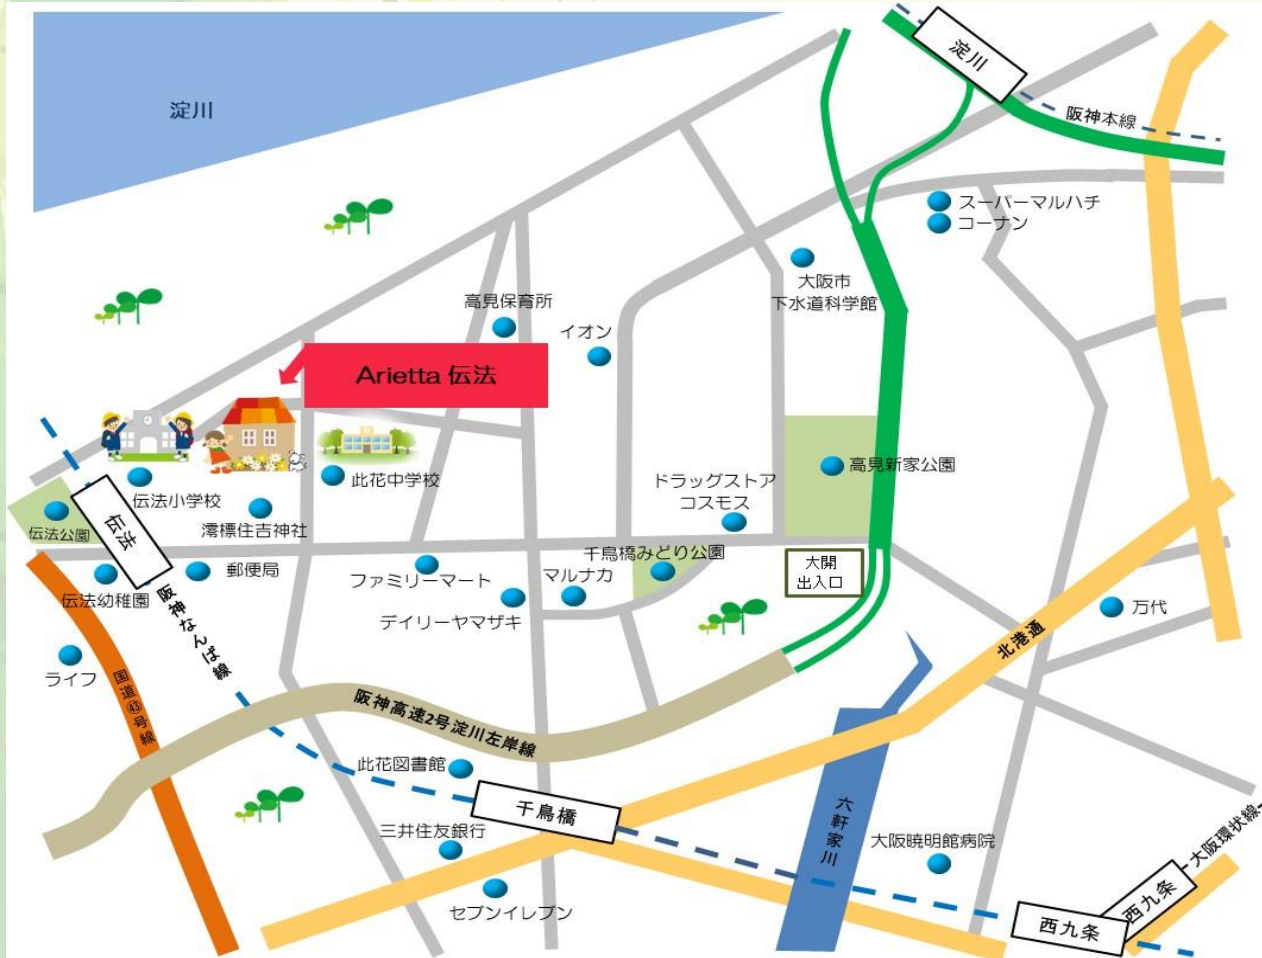 淀川
淀川
阪神本線
スーパーマルハチ
コーナン
大阪市
下水道科学館
高見保育所
イオン
Arietta 伝法
伝法小学校
此花中学校
ドラッグストア
コスモス
高見新家公園
伝法公園
伝法
澪標住吉神社
千鳥橋みどり公園
大開
出入口
郵便局
ファミリーマート
マルナカ
伝法幼稚園
デイリーヤマザキ
万代
阪神なんば線
北港通
ライフ
国道㊸号線
阪神高速2号淀川左岸線
此花図書館
千鳥橋
三井住友銀行
六軒家川
大阪暁明館病院
大阪環状線
セブンイレブン
西九条
西九条